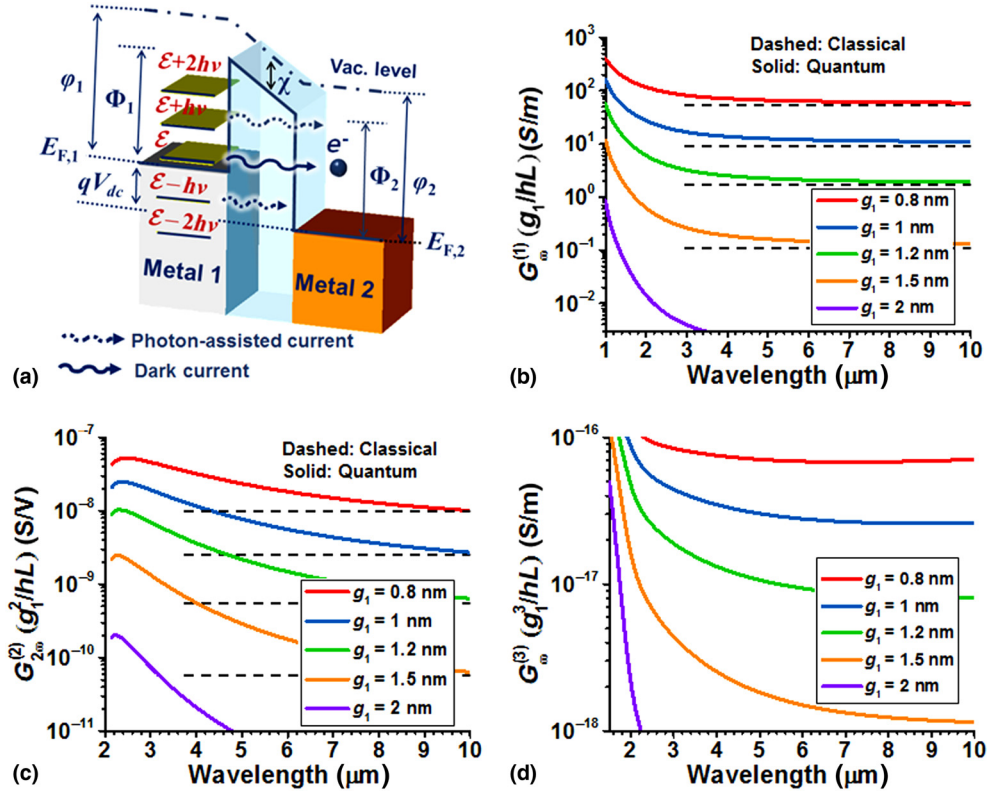 φ₁
Φ₁
ℰ+2hν
ℰ+hν
ℰ
ℰ−hν
ℰ−2hν
E_F,1
qV_dc
χ
Vac. level
e⁻
Φ₂
φ₂
E_F,2
Metal 1
Metal 2
Photon-assisted current
Dark current
(a)
G_ω^(1) (g₁/hL) (S/m)
10³
10²
10¹
10⁰
10⁻¹
10⁻²
Dashed: Classical
Solid: Quantum
g₁ = 0.8 nm
g₁ = 1 nm
g₁ = 1.2 nm
g₁ = 1.5 nm
g₁ = 2 nm
1 2 3 4 5 6 7 8 9 10
Wavelength (μm)
(b)
G_2ω^(2) (g₁²/hL) (S/V)
10⁻⁷
10⁻⁸
10⁻⁹
10⁻¹⁰
10⁻¹¹
Dashed: Classical
Solid: Quantum
g₁ = 0.8 nm
g₁ = 1 nm
g₁ = 1.2 nm
g₁ = 1.5 nm
g₁ = 2 nm
2 3 4 5 6 7 8 9 10
Wavelength (μm)
(c)
G_ω^(3) (g₁³/hL) (S/m)
10⁻¹⁶
10⁻¹⁷
10⁻¹⁸
g₁ = 0.8 nm
g₁ = 1 nm
g₁ = 1.2 nm
g₁ = 1.5 nm
g₁ = 2 nm
2 3 4 5 6 7 8 9 10
Wavelength (μm)
(d)